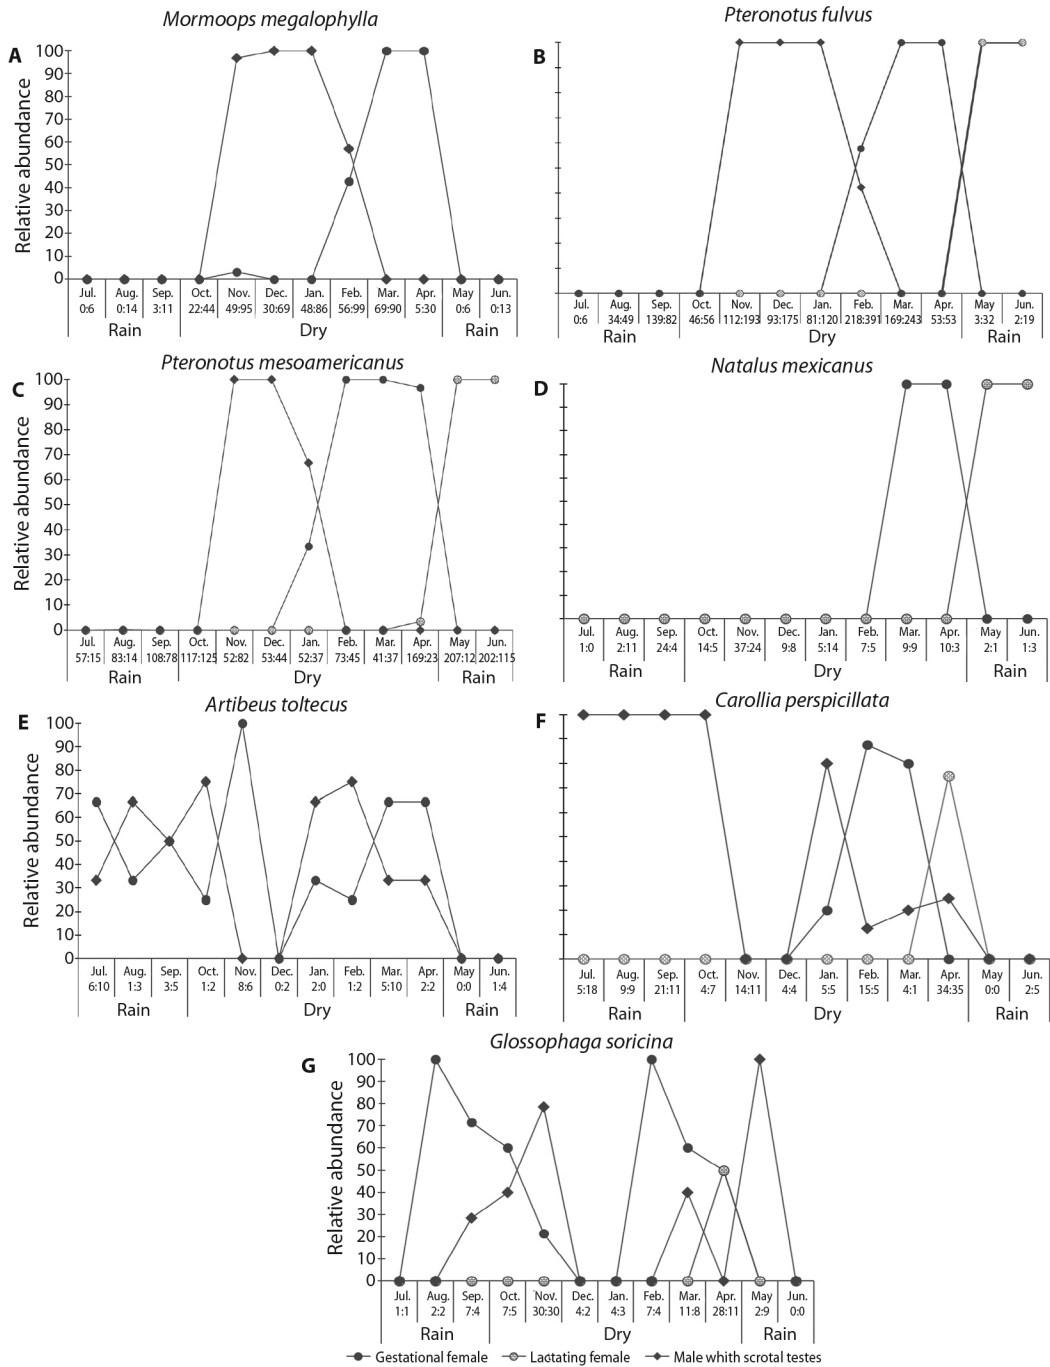 Mormoops megalophylla
A
Relative abundance
100
90
80
70
60
50
40
30
20
10
0
Jul. Aug. Sep. Oct. Nov. Dec. Jan. Feb. Mar. Apr. May Jun.
0:6 0:14 3:11 22:44 49:95 30:69 48:86 56:99 69:90 5:30 0:6 0:13
Rain Dry Rain
Pteronotus fulvus
B
Jul. Aug. Sep. Oct. Nov. Dec. Jan. Feb. Mar. Apr. May Jun.
0:6 34:49 139:82 46:56 112:193 93:175 81:120 218:391 169:243 53:53 3:32 2:19
Rain Dry Rain
Pteronotus mesoamericanus
C
Relative abundance
100
90
80
70
60
50
40
30
20
10
0
Jul. Aug. Sep. Oct. Nov. Dec. Jan. Feb. Mar. Apr. May Jun.
57:15 83:14 108:78 117:125 52:82 53:44 52:37 73:45 41:37 169:23 207:12 202:115
Rain Dry Rain
Natalus mexicanus
D
Jul. Aug. Sep. Oct. Nov. Dec. Jan. Feb. Mar. Apr. May Jun.
1:0 2:11 24:4 14:5 37:24 9:8 5:14 7:5 9:9 10:3 2:1 1:3
Rain Dry Rain
Artibeus toltecus
E
Relative abundance
100
90
80
70
60
50
40
30
20
10
0
Jul. Aug. Sep. Oct. Nov. Dec. Jan. Feb. Mar. Apr. May Jun.
6:10 1:3 3:5 1:2 8:6 0:2 2:0 1:2 5:10 2:2 0:0 1:4
Rain Dry Rain
Carollia perspicillata
F
Jul. Aug. Sep. Oct. Nov. Dec. Jan. Feb. Mar. Apr. May Jun.
5:18 9:9 21:11 4:7 14:11 4:4 5:5 15:5 4:1 34:35 0:0 2:5
Rain Dry Rain
Glossophaga soricina
G
Relative abundance
100
90
80
70
60
50
40
30
20
10
0
Jul. Aug. Sep. Oct. Nov. Dec. Jan. Feb. Mar. Apr. May Jun.
1:1 2:2 7:4 7:5 30:30 4:2 4:3 7:4 11:8 28:11 2:9 0:0
Rain Dry Rain
Gestational female Lactating female Male whith scrotal testes